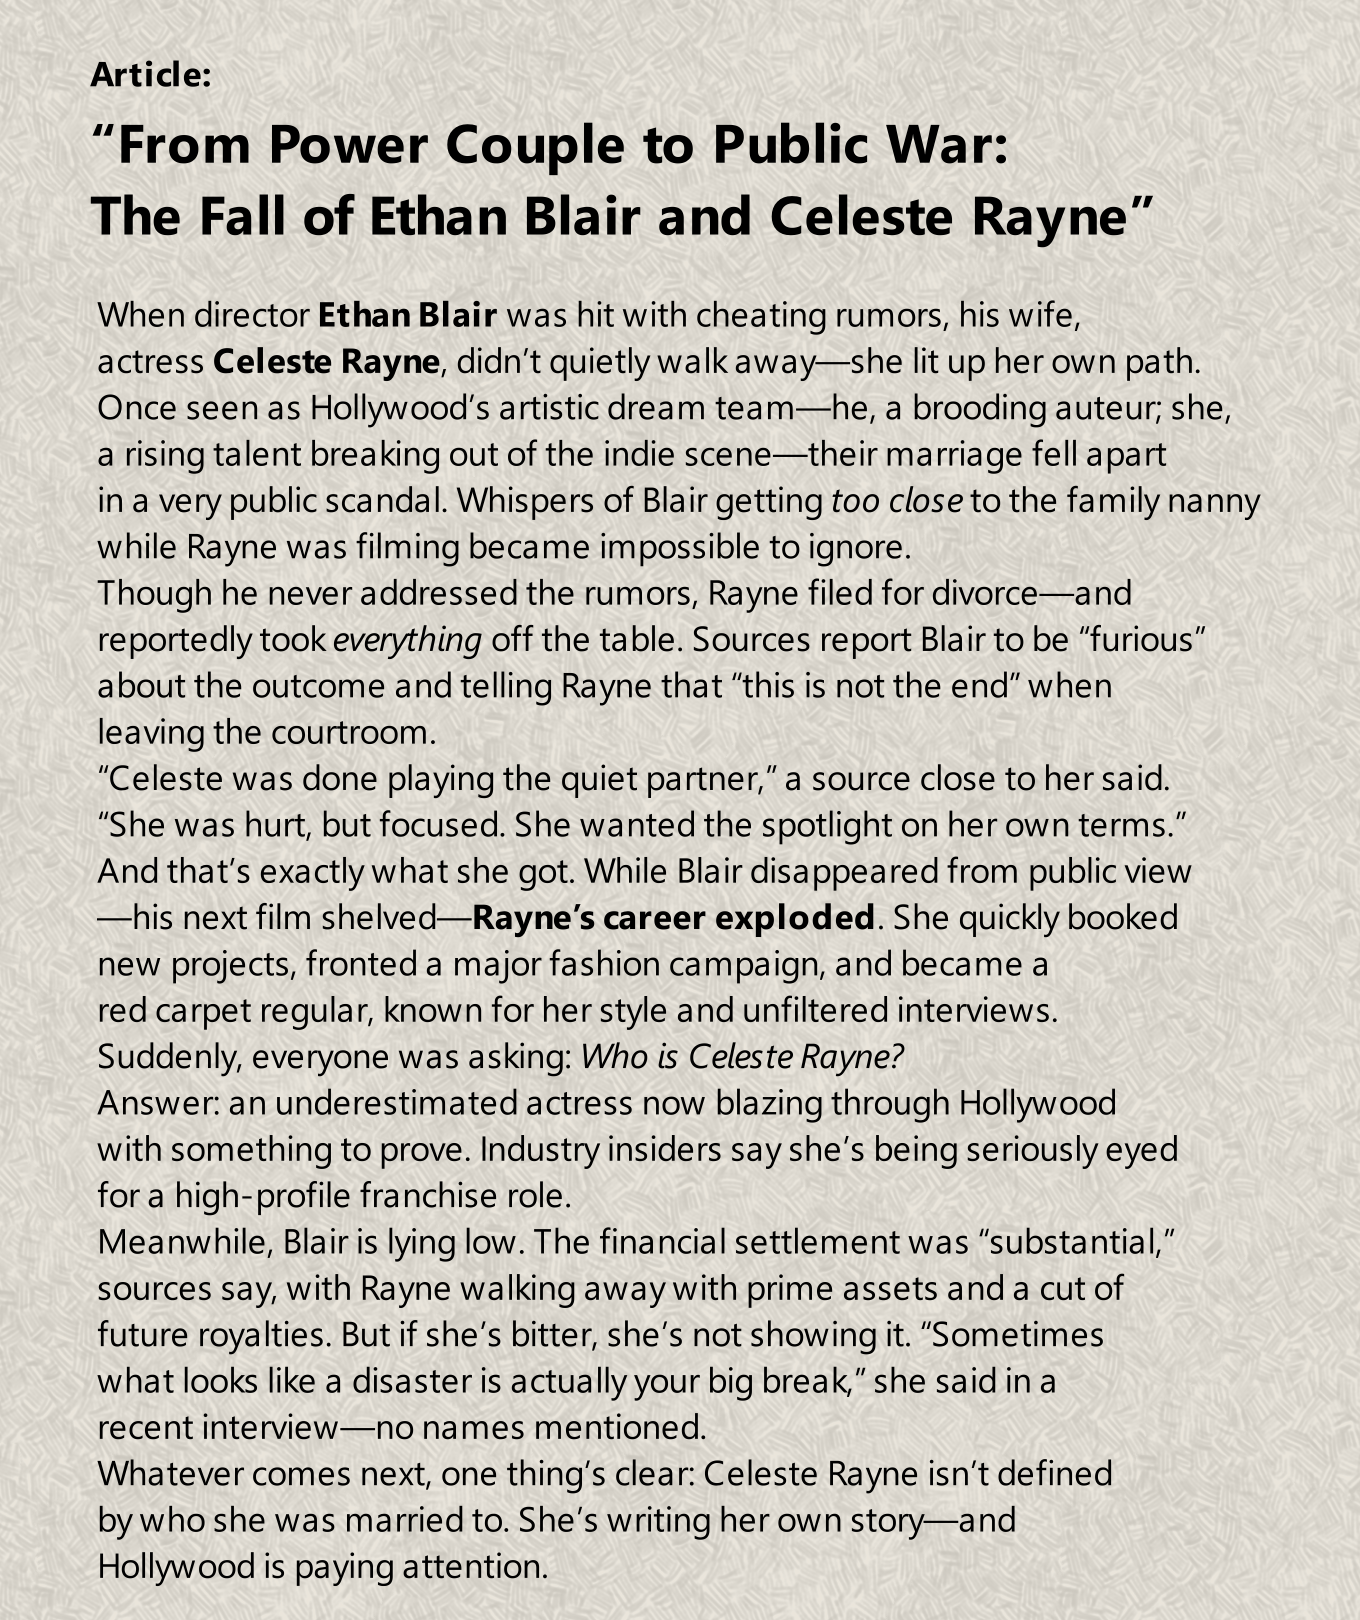 Article:
“From Power Couple to Public War:
The Fall of Ethan Blair and Celeste Rayne”
When director Ethan Blair was hit with cheating rumors, his wife,
actress Celeste Rayne, didn’t quietly walk away—she lit up her own path.
Once seen as Hollywood’s artistic dream team—he, a brooding auteur; she,
a rising talent breaking out of the indie scene—their marriage fell apart
in a very public scandal. Whispers of Blair getting too close to the family nanny
while Rayne was filming became impossible to ignore.
Though he never addressed the rumors, Rayne filed for divorce—and
reportedly took everything off the table. Sources report Blair to be “furious”
about the outcome and telling Rayne that “this is not the end” when
leaving the courtroom.
“Celeste was done playing the quiet partner,” a source close to her said.
“She was hurt, but focused. She wanted the spotlight on her own terms.”
And that’s exactly what she got. While Blair disappeared from public view
—his next film shelved—Rayne’s career exploded. She quickly booked
new projects, fronted a major fashion campaign, and became a
red carpet regular, known for her style and unfiltered interviews.
Suddenly, everyone was asking: Who is Celeste Rayne?
Answer: an underestimated actress now blazing through Hollywood
with something to prove. Industry insiders say she’s being seriously eyed
for a high-profile franchise role.
Meanwhile, Blair is lying low. The financial settlement was “substantial,”
sources say, with Rayne walking away with prime assets and a cut of
future royalties. But if she’s bitter, she’s not showing it. “Sometimes
what looks like a disaster is actually your big break,” she said in a
recent interview—no names mentioned.
Whatever comes next, one thing’s clear: Celeste Rayne isn’t defined
by who she was married to. She’s writing her own story—and
Hollywood is paying attention.